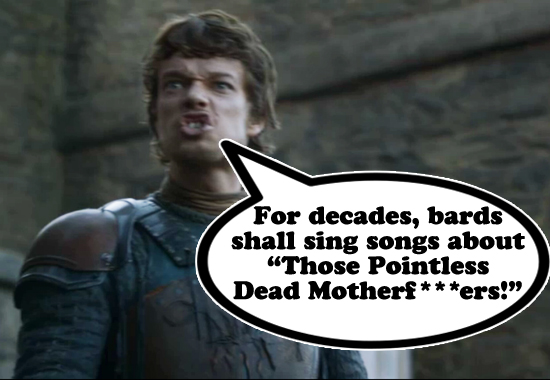 For decades, bards
shall sing songs about
“Those Pointless
Dead Motherf***ers!”